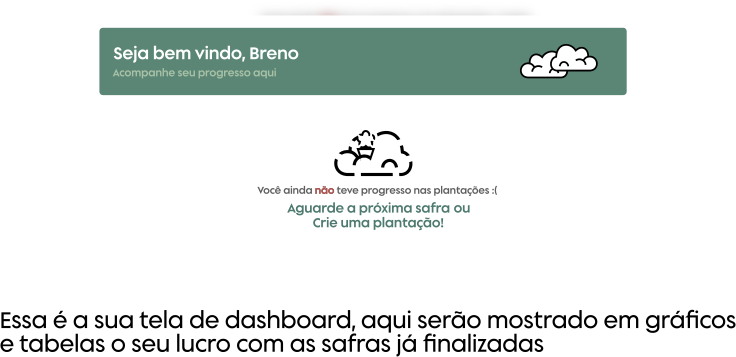 Seja bem vindo, Breno
Acompanhe seu progresso aqui
Você ainda não teve progresso nas plantações :(
Aguarde a próxima safra ou
Crie uma plantação!
Essa é a sua tela de dashboard, aqui serão mostrado em gráficos
e tabelas o seu lucro com as safras já finalizadas